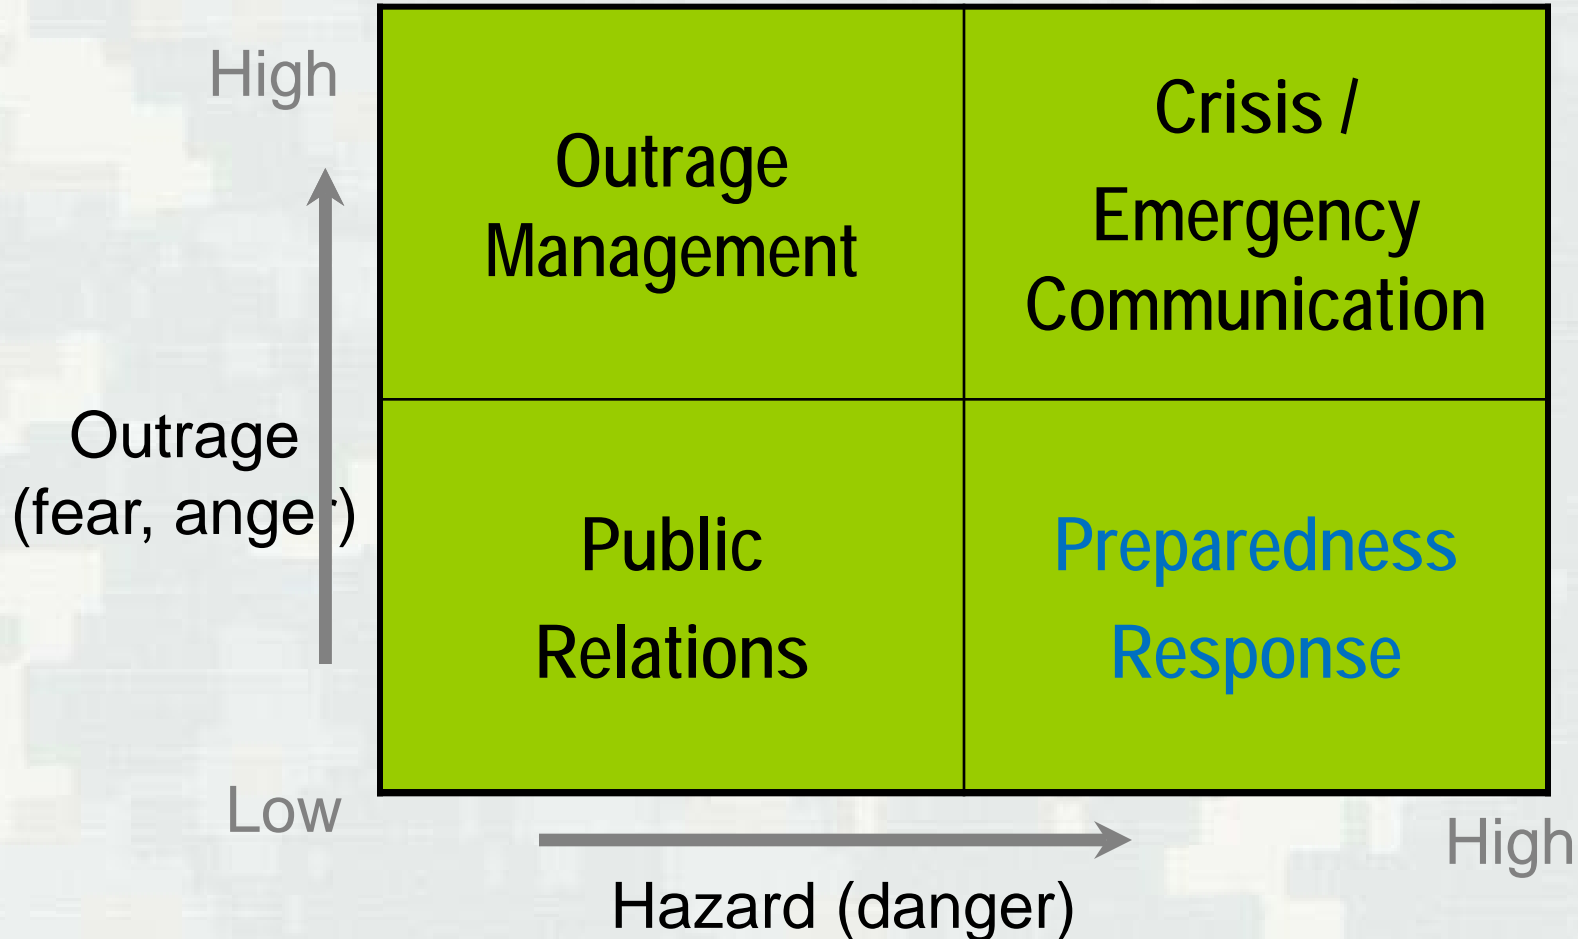 High
Outrage
Management
Crisis /
Emergency
Communication
Outrage
(fear, anger)
Public
Relations
Preparedness
Response
Low
High
Hazard (danger)